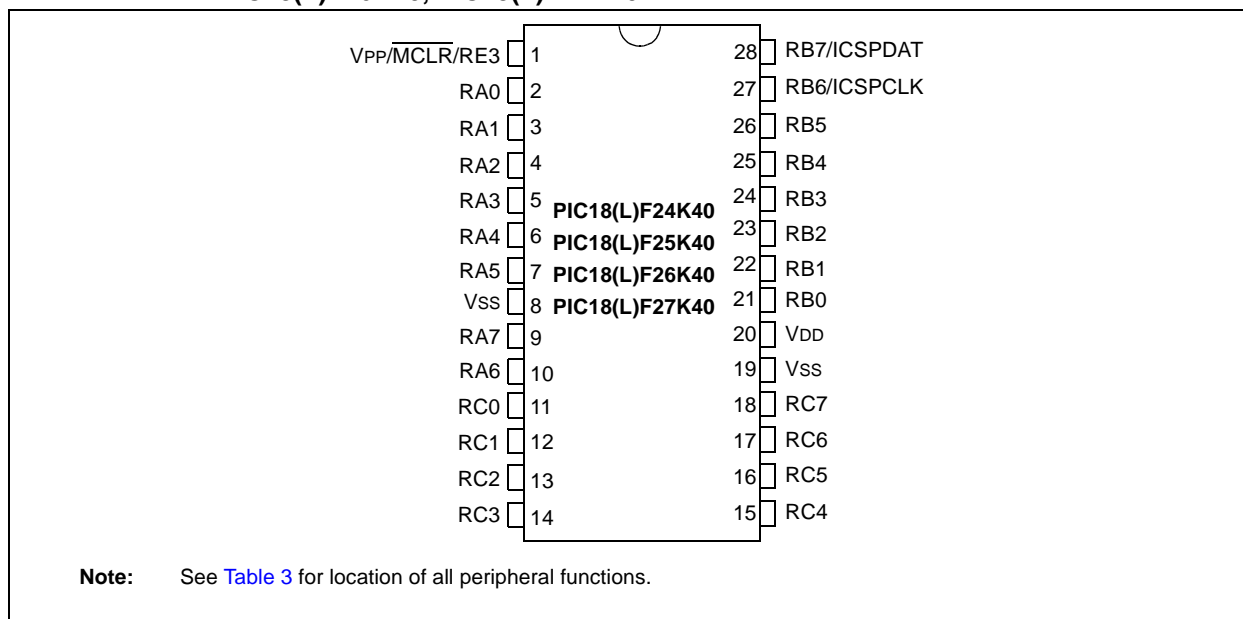 VPP/MCLR/RE3 1 28 RB7/ICSPDAT
RA0 2 27 RB6/ICSPCLK
RA1 3 26 RB5
RA2 4 25 RB4
RA3 5 24 RB3
PIC18(L)F24K40
RA4 6 23 RB2
PIC18(L)F25K40
RA5 7 22 RB1
PIC18(L)F26K40
VSS 8 21 RB0
PIC18(L)F27K40
RA7 9 20 VDD
RA6 10 19 VSS
RC0 11 18 RC7
RC1 12 17 RC6
RC2 13 16 RC5
RC3 14 15 RC4
Note: See Table 3 for location of all peripheral functions.